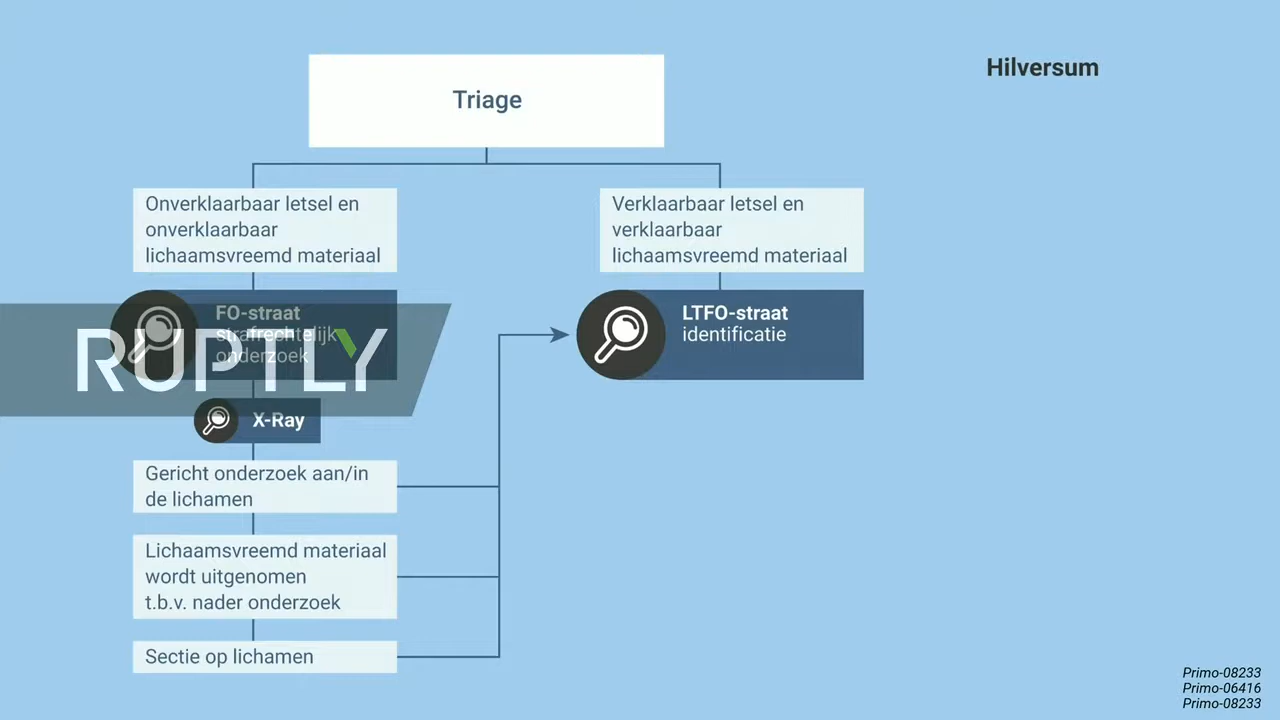 Hilversum
Triage
Onverklaarbaar letsel en
onverklaarbaar
lichaamsvreemd materiaal
Verklaarbaar letsel en
verklaarbaar
lichaamsvreemd materiaal
FO-straat
strafrechtelijk
onderzoek
RUPTLY
LTFO-straat
identificatie
X-Ray
Gericht onderzoek aan/in
de lichamen
Lichaamsvreemd materiaal
wordt uitgenomen
t.b.v. nader onderzoek
Sectie op lichamen
Primo-08233
Primo-06416
Primo-08233